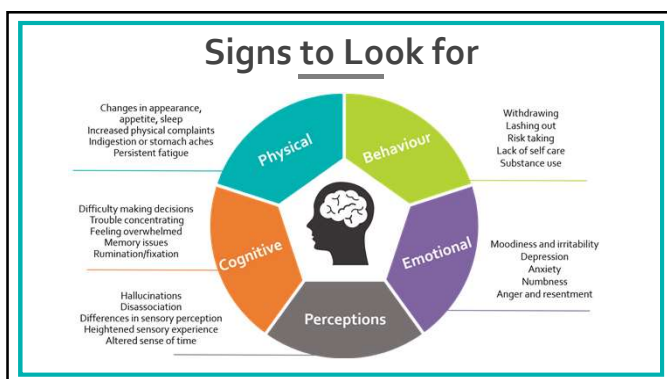 Signs to Look for
Changes in appearance,
appetite, sleep
Increased physical complaints
Indigestion or stomach aches
Persistent fatigue
Physical
Behaviour
Withdrawing
Lashing out
Risk taking
Lack of self care
Substance use
Difficulty making decisions
Trouble concentrating
Feeling overwhelmed
Memory issues
Rumination/fixation
Cognitive
Emotional
Moodiness and irritability
Depression
Anxiety
Numbness
Anger and resentment
Hallucinations
Disassociation
Differences in sensory perception
Heightened sensory experience
Altered sense of time
Perceptions